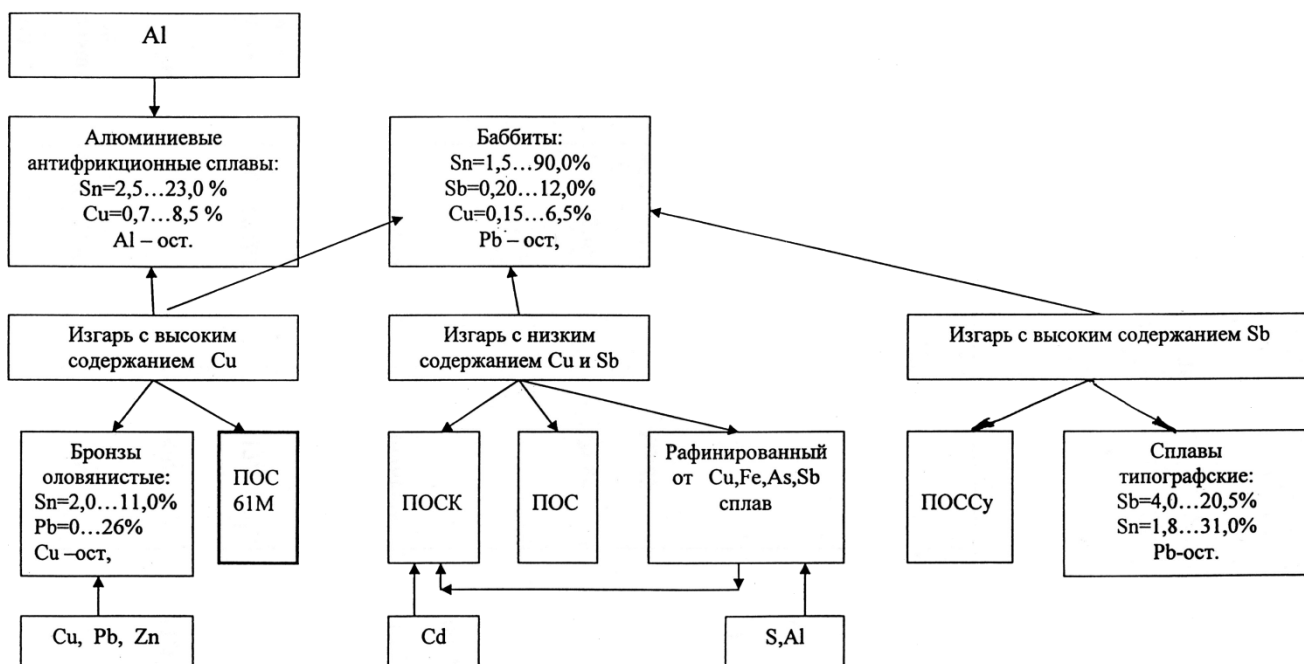 Al
Алюминиевые
антифрикционные сплавы:
Sn=2,5...23,0 %
Cu=0,7...8,5 %
Al – ост.
Баббиты:
Sn=1,5...90,0%
Sb=0,20...12,0%
Cu=0,15...6,5%
Pb – ост,
Изгарь с высоким
содержанием Cu
Изгарь с низким
содержанием Cu и Sb
Изгарь с высоким содержанием Sb
Бронзы
оловянистые:
Sn=2,0...11,0%
Pb=0...26%
Cu –ост,
ПОС
61М
ПОСК
ПОС
Рафинированный
от Cu,Fe,As,Sb
сплав
ПОССу
Сплавы
типографские:
Sb=4,0...20,5%
Sn=1,8...31,0%
Pb-ост.
Cu, Pb, Zn
Cd
S,Al